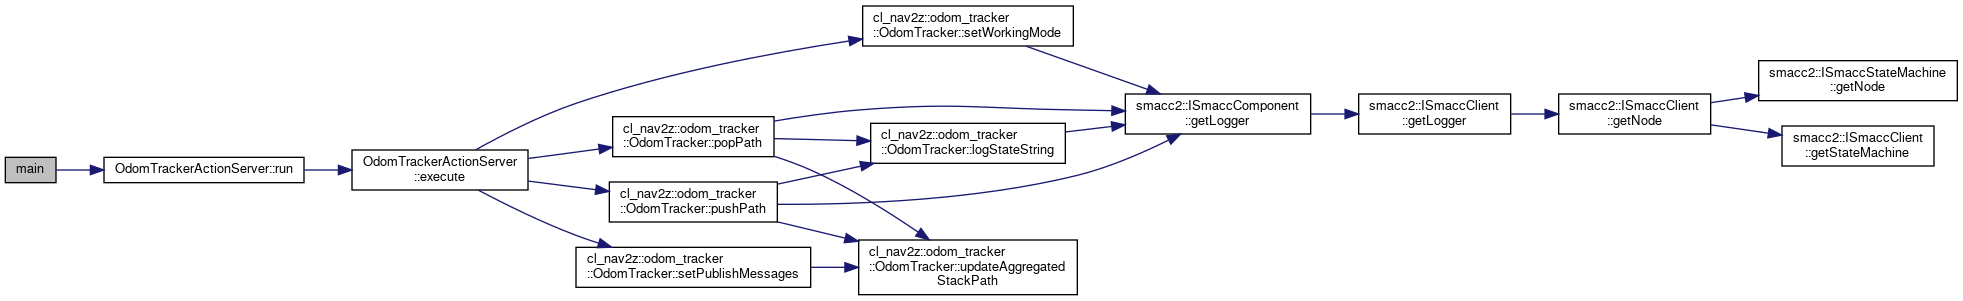 main
OdomTrackerActionServer::run
OdomTrackerActionServer
::execute
cl_nav2z::odom_tracker
::OdomTracker::setWorkingMode
cl_nav2z::odom_tracker
::OdomTracker::popPath
cl_nav2z::odom_tracker
::OdomTracker::pushPath
cl_nav2z::odom_tracker
::OdomTracker::setPublishMessages
cl_nav2z::odom_tracker
::OdomTracker::logStateString
cl_nav2z::odom_tracker
::OdomTracker::updateAggregated
StackPath
smacc2::ISmaccComponent
::getLogger
smacc2::ISmaccClient
::getLogger
smacc2::ISmaccClient
::getNode
smacc2::ISmaccStateMachine
::getNode
smacc2::ISmaccClient
::getStateMachine